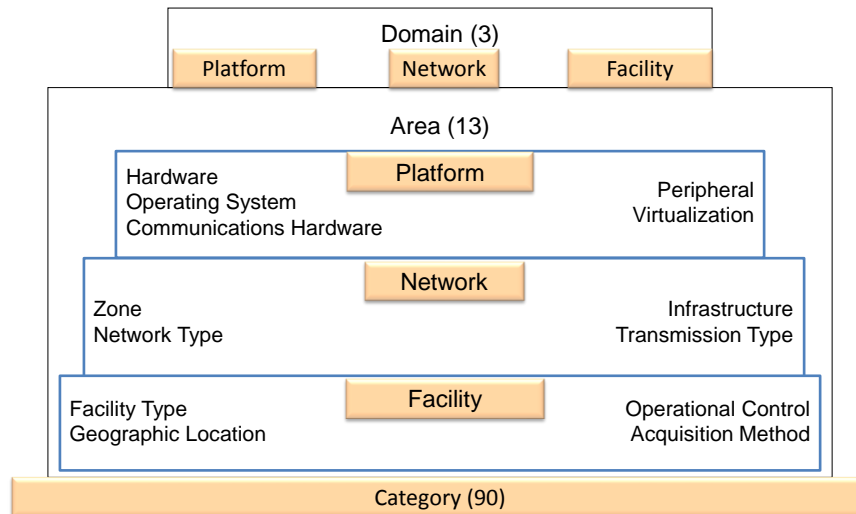 Domain (3)
Platform
Network
Facility
Area (13)
Platform
Hardware
Operating System
Communications Hardware
Peripheral
Virtualization
Network
Zone
Network Type
Infrastructure
Transmission Type
Facility
Facility Type
Geographic Location
Operational Control
Acquisition Method
Category (90)